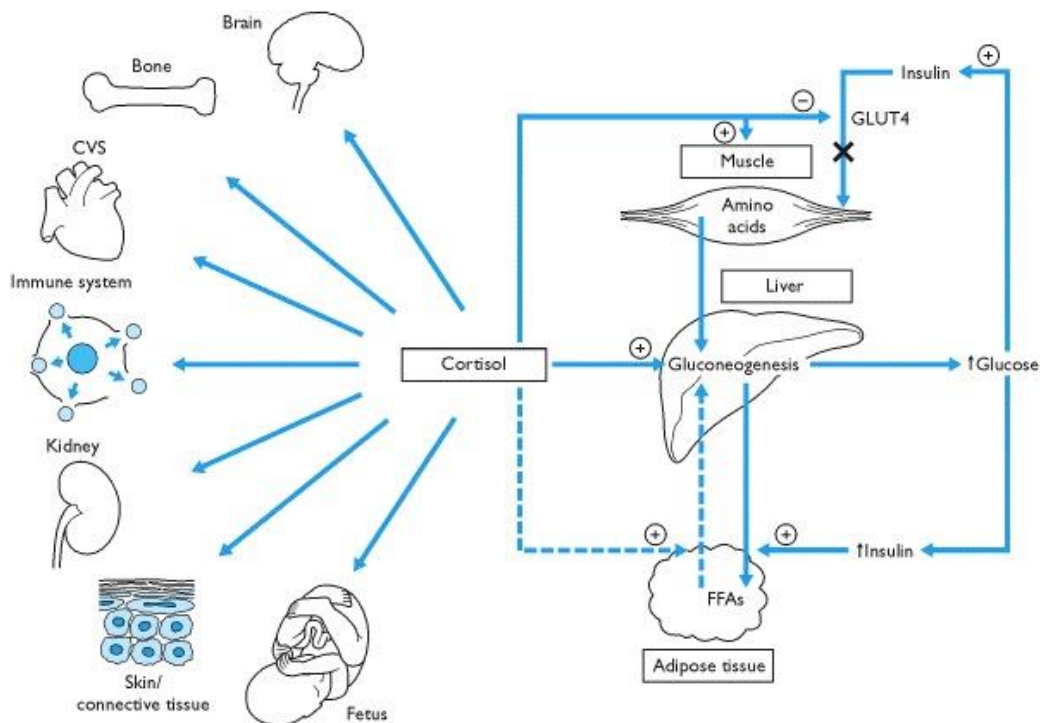 Brain
Bone
CVS
Immune system
Kidney
Skin/
connective tissue
Fetus
Cortisol
+
−
+
Muscle
Amino
acids
Insulin
+
GLUT4
Liver
+
Gluconeogenesis
↑Glucose
+
+
↑Insulin
FFAs
Adipose tissue